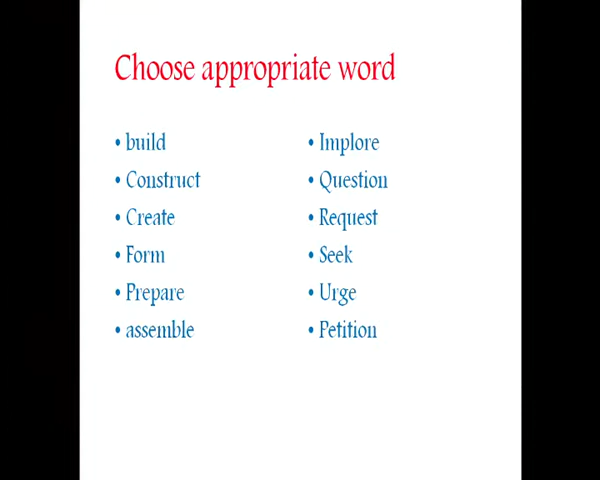 Choose appropriate word
• build
• Construct
• Create
• Form
• Prepare
• assemble
• Implore
• Question
• Request
• Seek
• Urge
• Petition